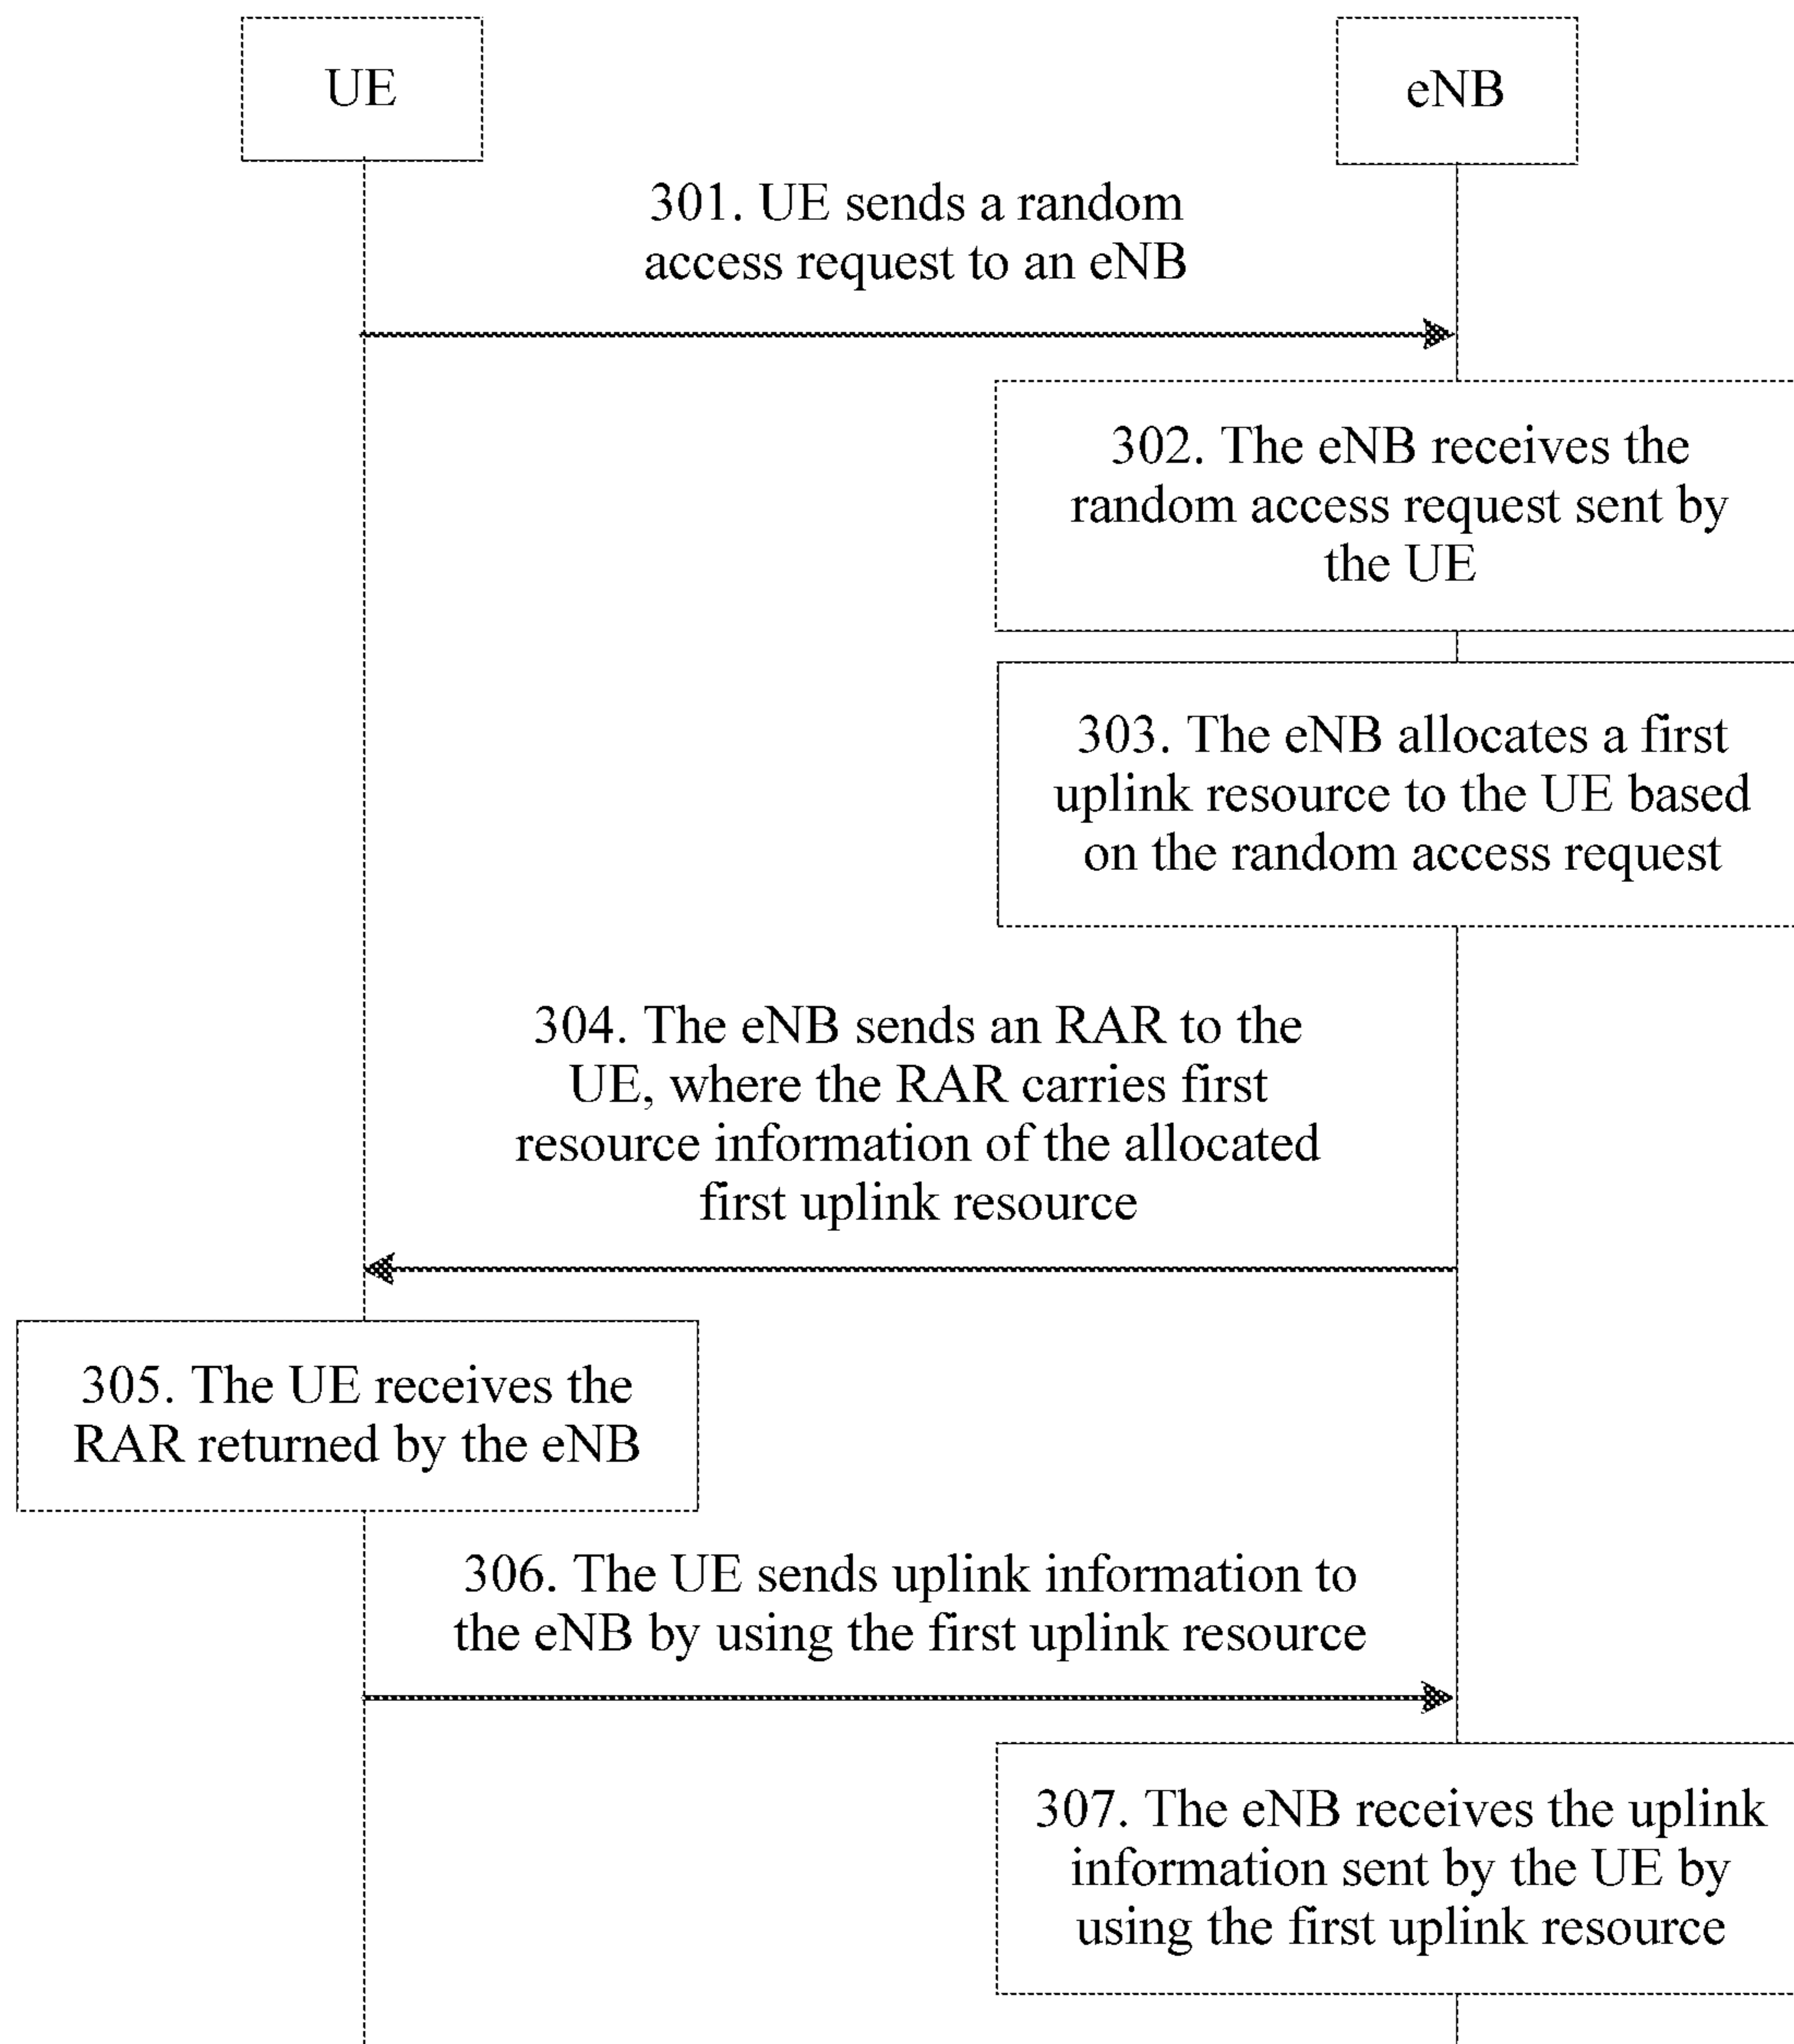 UE
eNB
301. UE sends a random
access request to an eNB
302. The eNB receives the
random access request sent by
the UE
303. The eNB allocates a first
uplink resource to the UE based
on the random access request
304. The eNB sends an RAR to the
UE, where the RAR carries first
resource information of the allocated
first uplink resource
305. The UE receives the
RAR returned by the eNB
306. The UE sends uplink information to
the eNB by using the first uplink resource
307. The eNB receives the uplink
information sent by the UE by
using the first uplink resource